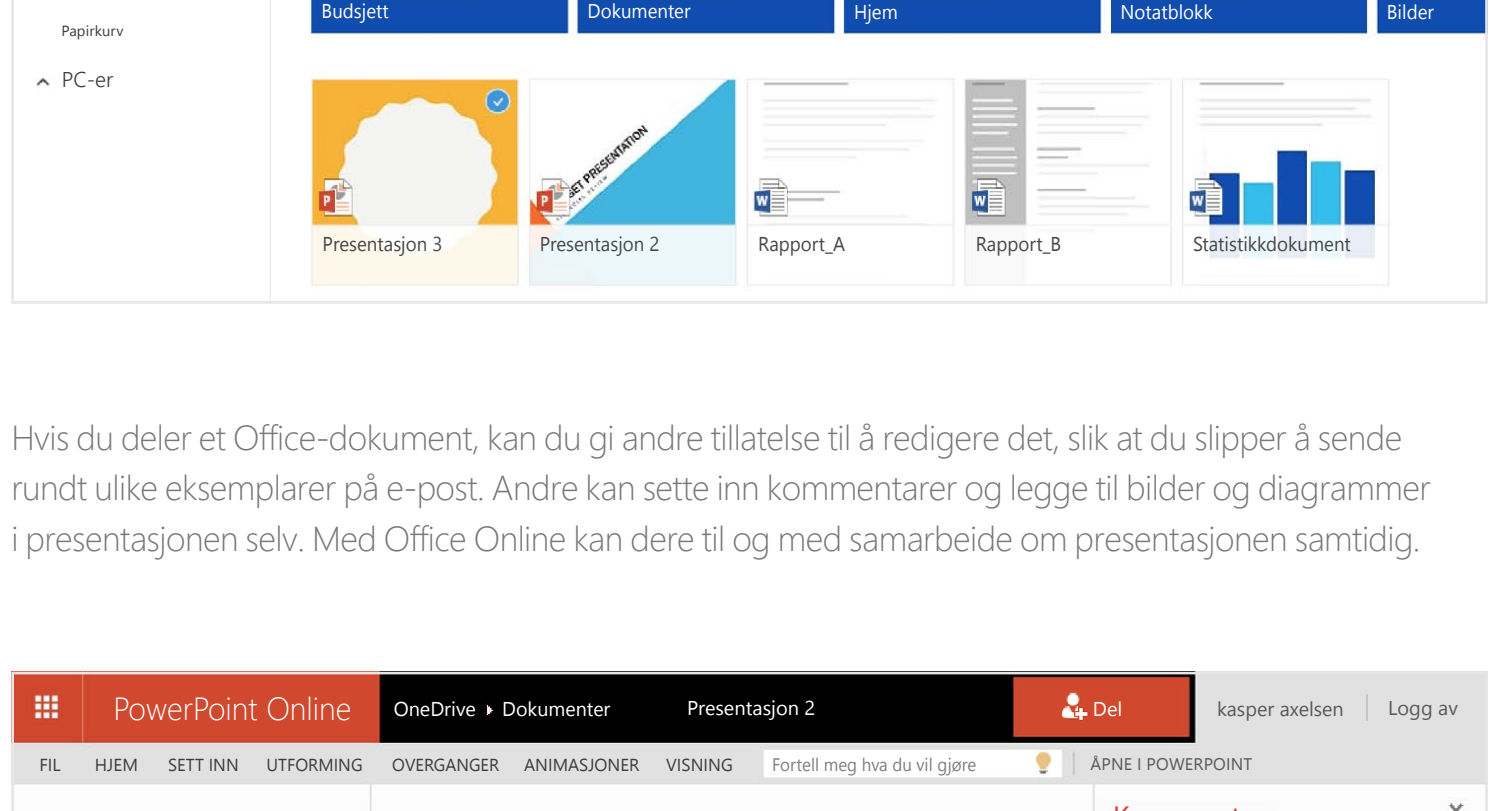 Budsjett
Dokumenter
Hjem
Notatblokk
Bilder
Papirkurv
PC-er
Presentasjon 3
Presentasjon 2
Rapport_A
Rapport_B
Statistikkdokument
Hvis du deler et Office-dokument, kan du gi andre tillatelse til å redigere det, slik at du slipper å sende
rundt ulike eksemplarer på e-post. Andre kan sette inn kommentarer og legge til bilder og diagrammer
i presentasjonen selv. Med Office Online kan dere til og med samarbeide om presentasjonen samtidig.
PowerPoint Online
OneDrive ▸ Dokumenter
Presentasjon 2
Del
kasper axelsen
Logg av
FIL HJEM SETT INN UTFORMING OVERGANGER ANIMASJONER VISNING
Fortell meg hva du vil gjøre
ÅPNE I POWERPOINT